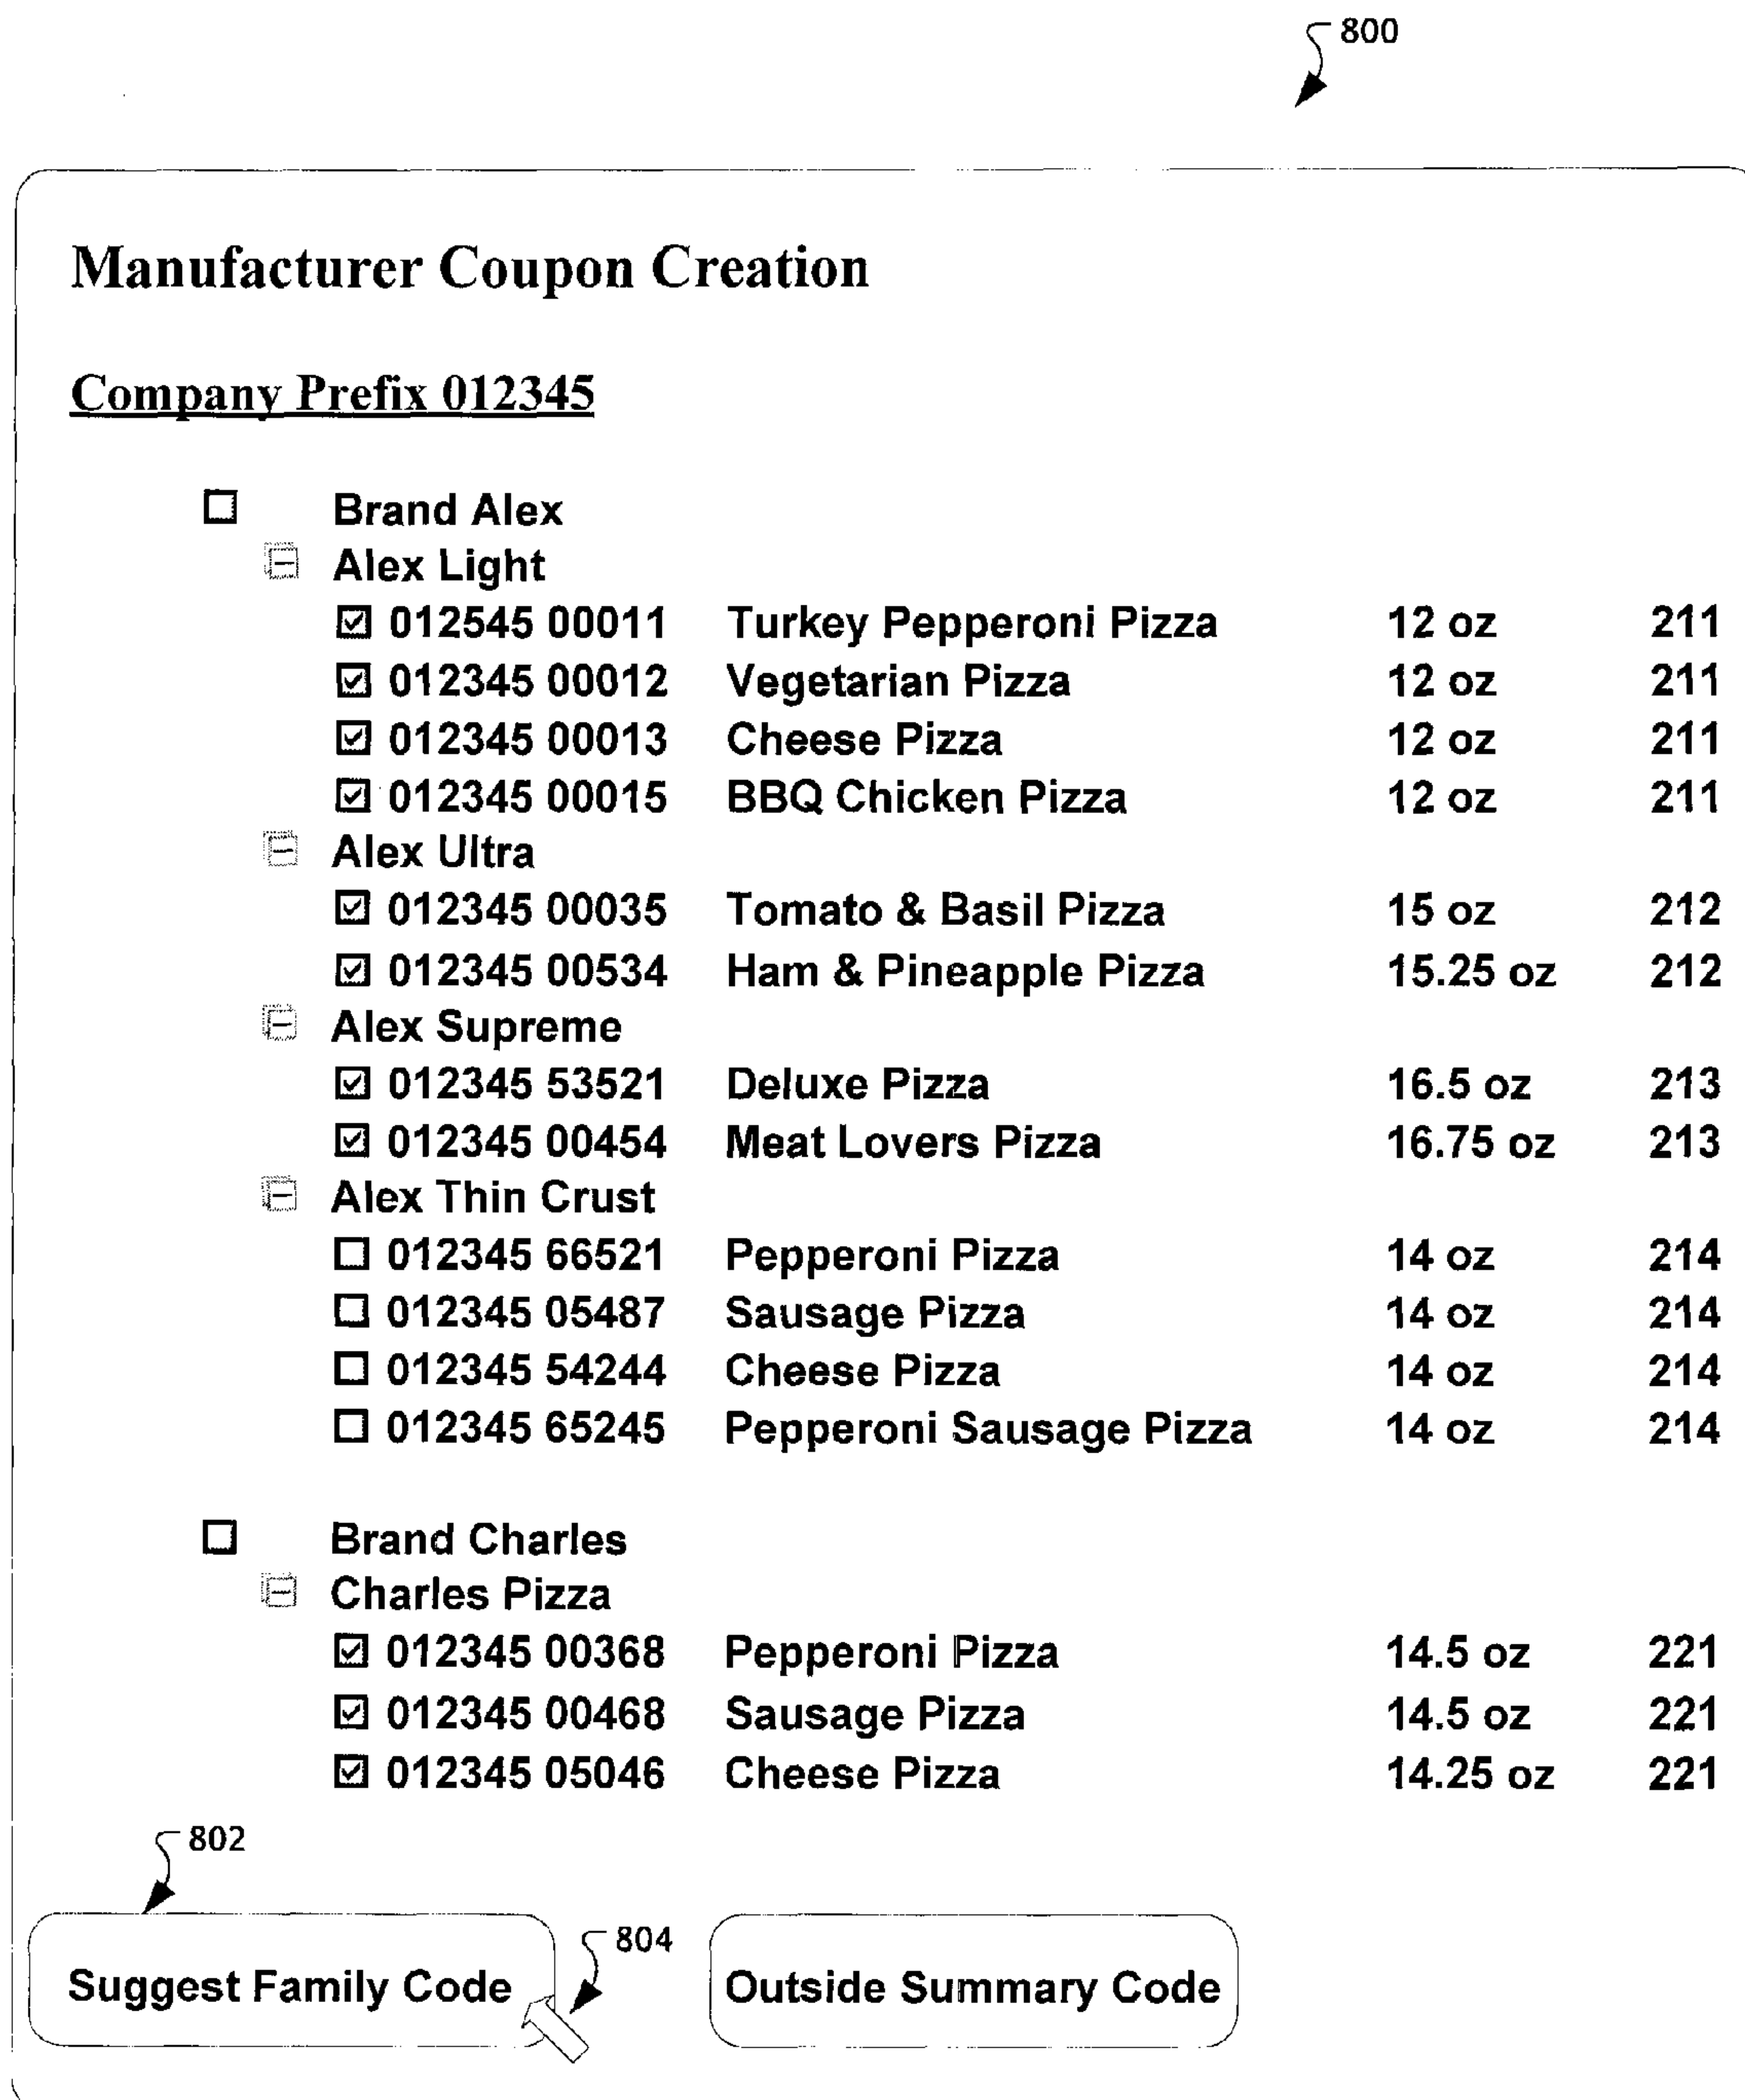 800
Manufacturer Coupon Creation
Company Prefix 012345
Brand Alex
Alex Light
012545 00011 Turkey Pepperoni Pizza 12 oz 211
012345 00012 Vegetarian Pizza 12 oz 211
012345 00013 Cheese Pizza 12 oz 211
012345 00015 BBQ Chicken Pizza 12 oz 211
Alex Ultra
012345 00035 Tomato & Basil Pizza 15 oz 212
012345 00534 Ham & Pineapple Pizza 15.25 oz 212
Alex Supreme
012345 53521 Deluxe Pizza 16.5 oz 213
012345 00454 Meat Lovers Pizza 16.75 oz 213
Alex Thin Crust
012345 66521 Pepperoni Pizza 14 oz 214
012345 05487 Sausage Pizza 14 oz 214
012345 54244 Cheese Pizza 14 oz 214
012345 65245 Pepperoni Sausage Pizza 14 oz 214
Brand Charles
Charles Pizza
012345 00368 Pepperoni Pizza 14.5 oz 221
012345 00468 Sausage Pizza 14.5 oz 221
012345 05046 Cheese Pizza 14.25 oz 221
802
804
Suggest Family Code
Outside Summary Code